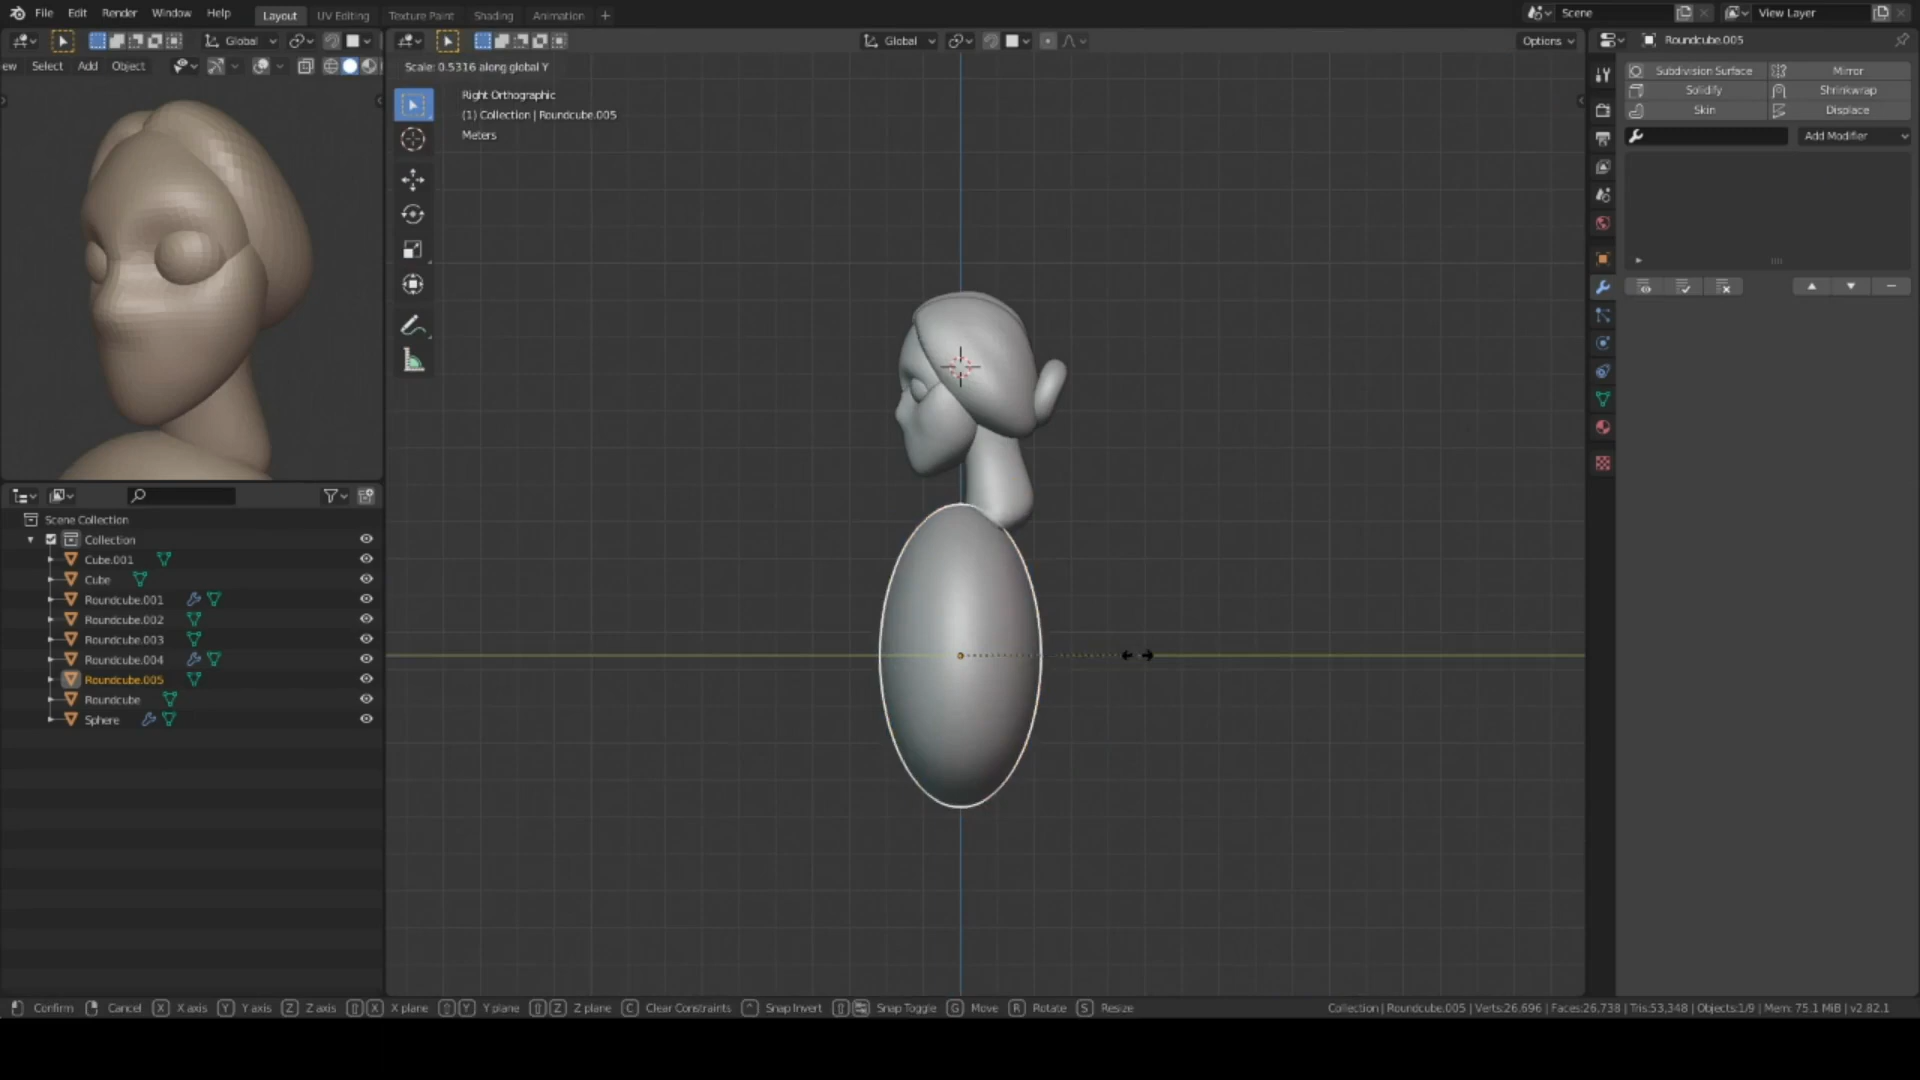 File Edit Render Window Help Layout UV Editing Texture Paint Shading Animation + Scene View Layer
Global Global Options Roundcube.005
ew Select Add Object Scale: 0.5316 along global Y Subdivision Surface Mirror
Right Orthographic Solidify Shrinkwrap
(1) Collection | Roundcube.005 Skin Displace
Meters Add Modifier
Scene Collection
Collection
Cube.001
Cube
Roundcube.001
Roundcube.002
Roundcube.003
Roundcube.004
Roundcube.005
Roundcube
Sphere
Confirm Cancel X X axis Y Y axis Z Z axis X X plane Y Y plane Z Z plane C Clear Constraints Snap Invert Snap Toggle G Move R Rotate S Resize Collection | Roundcube.005 | Verts:26,696 | Faces:26,738 | Tris:53,348 | Objects:1/9 | Mem: 75.1 MiB | v2.82.1